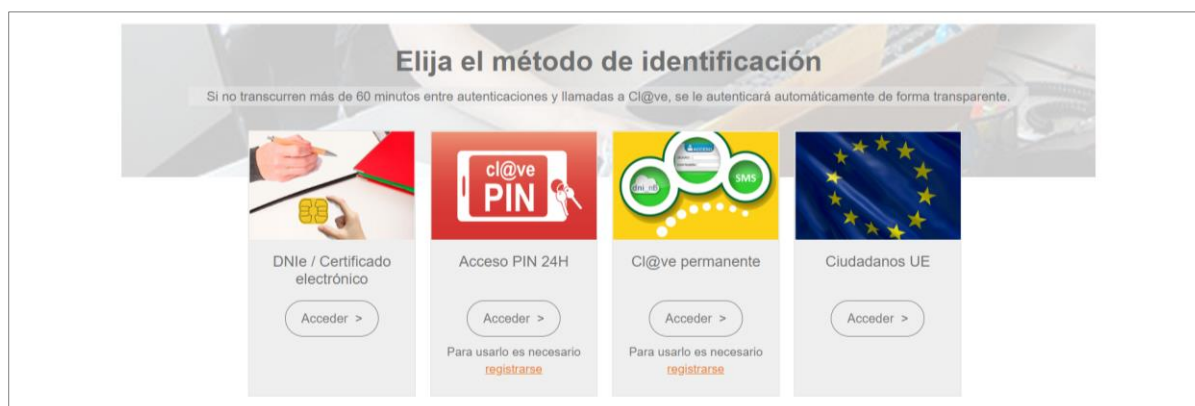 Elija el método de identificación
Si no transcurren más de 60 minutos entre autenticaciones y llamadas a Cl@ve, se le autenticará automáticamente de forma transparente.
cl@ve
PIN
dni_nb
SMS
DNIe / Certificado
electrónico
Acceder >
Acceso PIN 24H
Acceder >
Para usarlo es necesario
registrarse
Cl@ve permanente
Acceder >
Para usarlo es necesario
registrarse
Ciudadanos UE
Acceder >